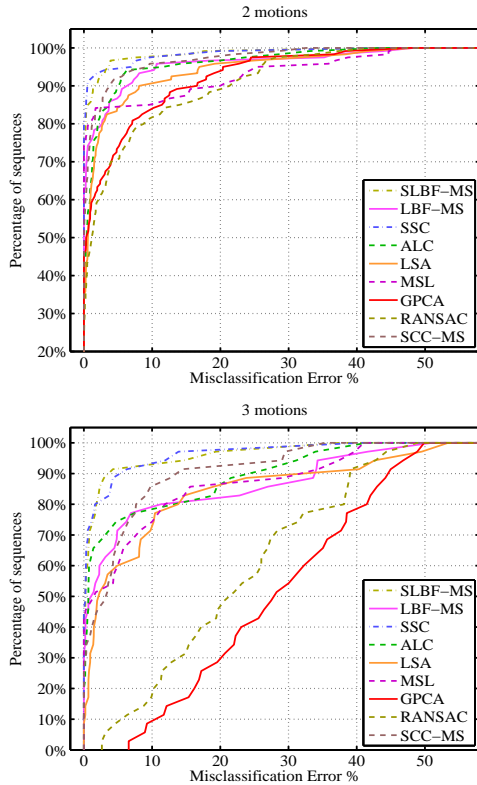 2 motions
100%
90%
80%
70%
60%
50%
40%
30%
20%
Percentage of sequences
SLBF-MS
LBF-MS
SSC
ALC
LSA
MSL
GPCA
RANSAC
SCC-MS
0 10 20 30 40 50
Misclassification Error %
3 motions
100%
90%
80%
70%
60%
50%
40%
30%
20%
10%
0%
Percentage of sequences
SLBF-MS
LBF-MS
SSC
ALC
LSA
MSL
GPCA
RANSAC
SCC-MS
0 10 20 30 40 50
Misclassification Error %